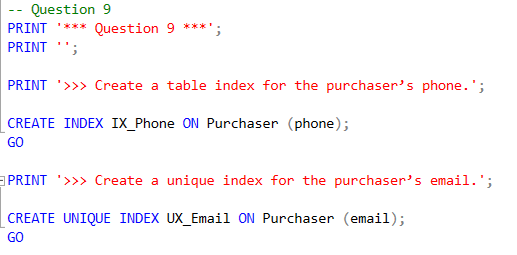 -- Question 9
PRINT '*** Question 9 ***';
PRINT '';
PRINT '>>> Create a table index for the purchaser’s phone.';
CREATE INDEX IX_Phone ON Purchaser (phone);
GO
PRINT '>>> Create a unique index for the purchaser’s email.';
CREATE UNIQUE INDEX UX_Email ON Purchaser (email);
GO